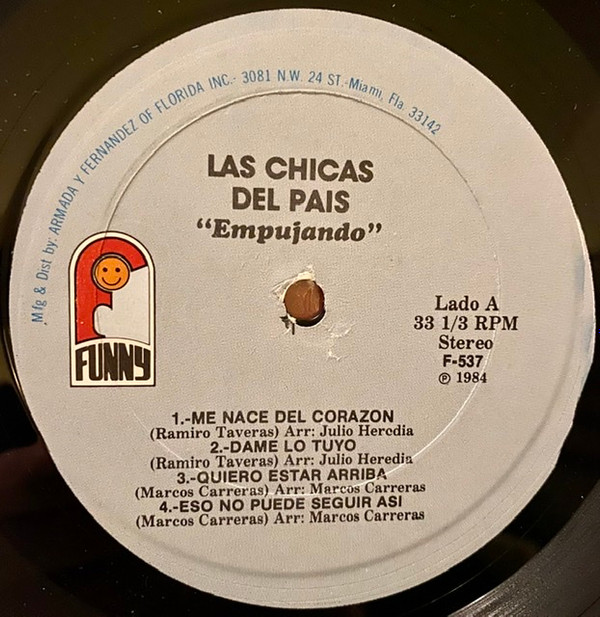 Mfg & Dist by: ARMADA Y FERNANDEZ OF FLORIDA INC.- 3081 N.W. 24 ST.-Miami, Fla. 33142
LAS CHICAS
DEL PAIS
"Empujando"
FUNNY
Lado A
33 1/3 RPM
Stereo
F-537
℗ 1984
1.-ME NACE DEL CORAZON
(Ramiro Taveras) Arr: Julio Heredia
2.-DAME LO TUYO
(Ramiro Taveras) Arr: Julio Heredia
3.-QUIERO ESTAR ARRIBA
(Marcos Carreras) Arr: Marcos Carreras
4.-ESO NO PUEDE SEGUIR ASI
(Marcos Carreras) Arr: Marcos Carreras